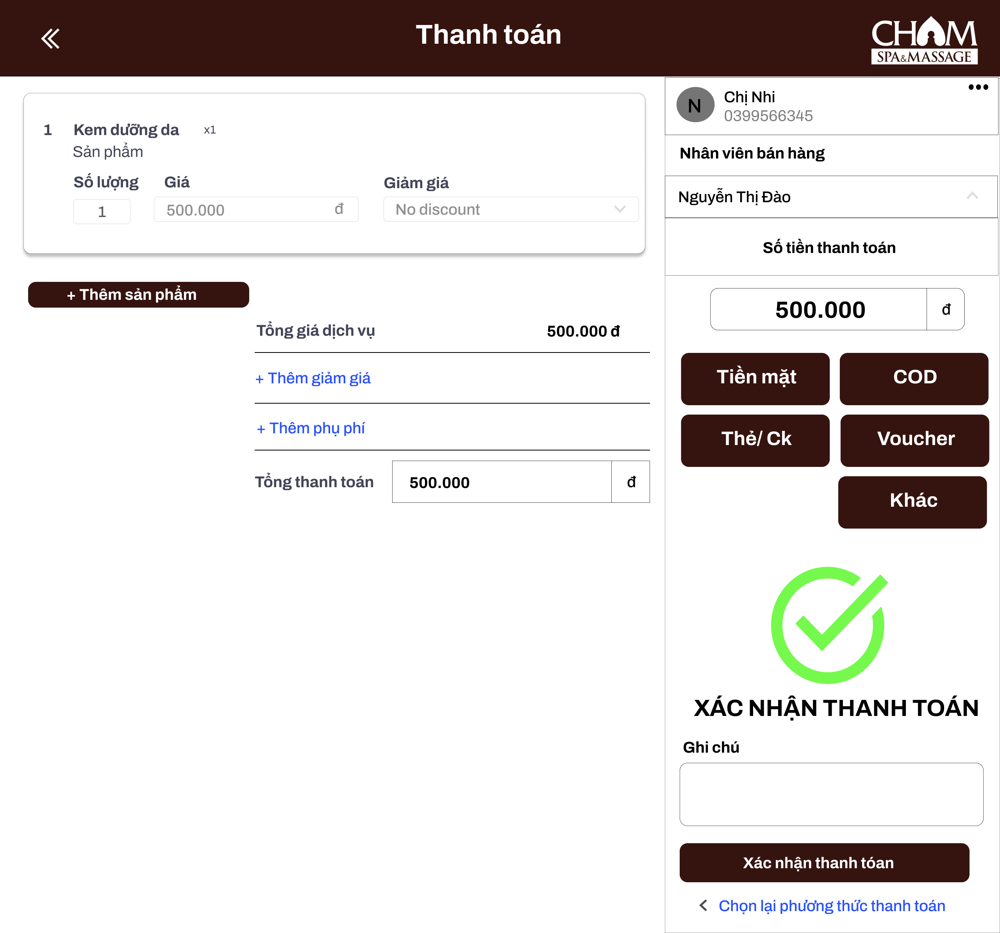 Thanh toán
CHAM
SPA&MASSAGE
1 Kem dưỡng da x1
Sản phẩm
Số lượng Giá Giảm giá
1 500.000 đ No discount
+ Thêm sản phẩm
Tổng giá dịch vụ 500.000 đ
+ Thêm giảm giá
+ Thêm phụ phí
Tổng thanh toán 500.000 đ
N Chị Nhi
0399566345
Nhân viên bán hàng
Nguyễn Thị Đào
Số tiền thanh toán
500.000 đ
Tiền mặt COD
Thẻ/ Ck Voucher
Khác
XÁC NHẬN THANH TOÁN
Ghi chú
Xác nhận thanh tóan
Chọn lại phương thức thanh toán